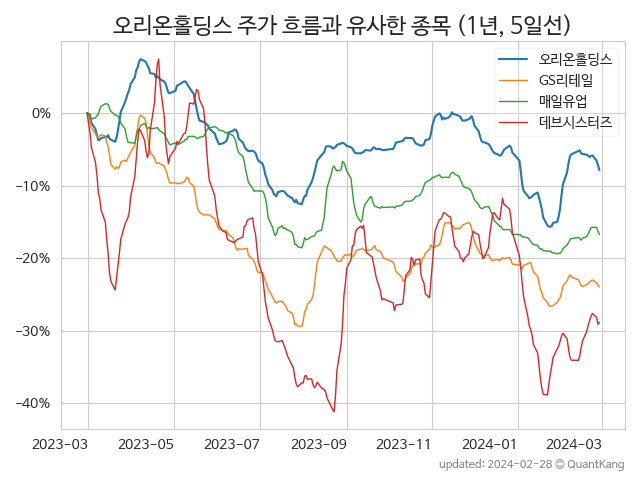 오리온홀딩스 주가 흐름과 유사한 종목 (1년, 5일선)
오리온홀딩스
GS리테일
매일유업
데브시스터즈
0%
−10%
−20%
−30%
−40%
2023-03 2023-05 2023-07 2023-09 2023-11 2024-01 2024-03
updated: 2024-02-28 © QuantKang